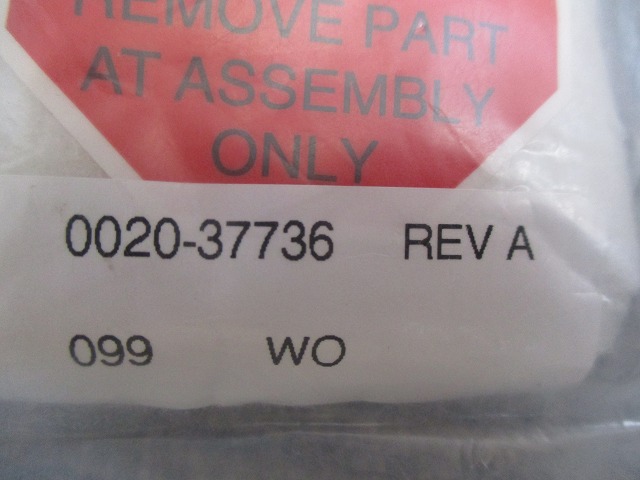 REMOVE PART
AT ASSEMBLY
ONLY
0020-37736 REV A
099 WO